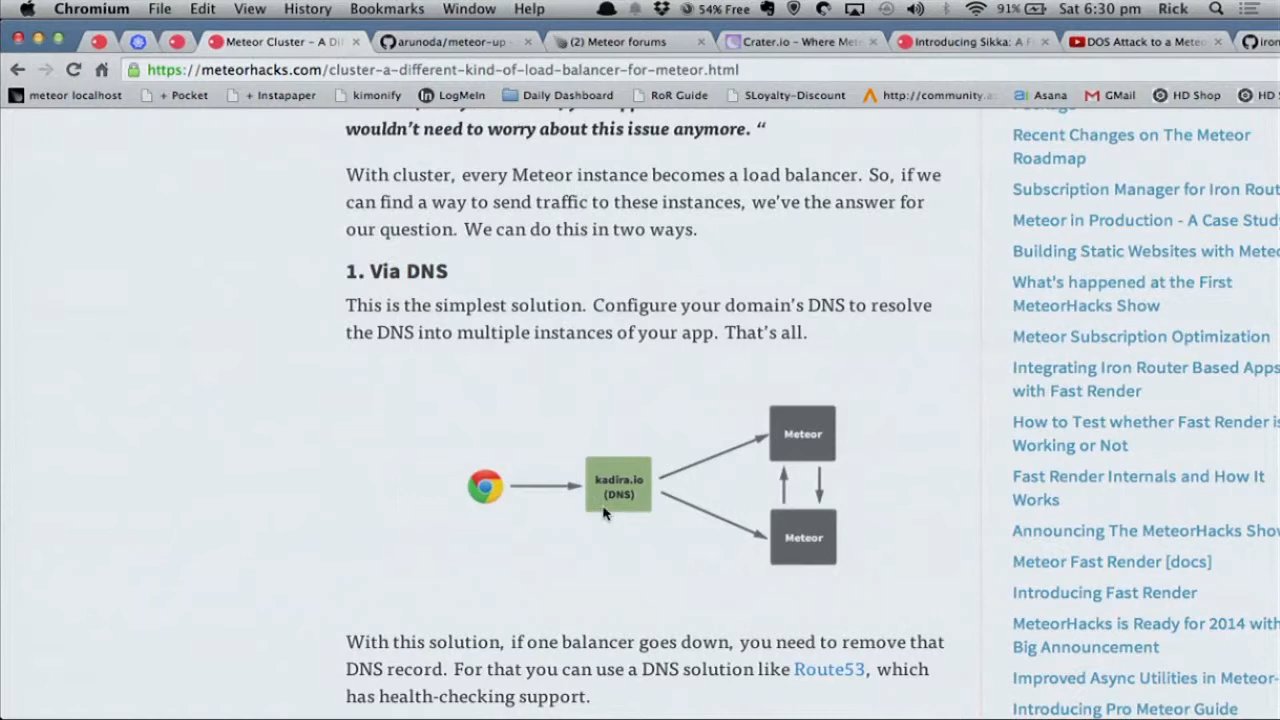 Chromium File Edit View History Bookmarks Window Help 54% Free 91% Sat 6:30 pm Rick
Meteor Cluster – A Di arunoda/meteor-up - (2) Meteor forums Crater.io – Where Met Introducing Sikka: A F DOS Attack to a Mete iron
https://meteorhacks.com/cluster-a-different-kind-of-load-balancer-for-meteor.html
meteor localhost + Pocket + Instapaper kimonify LogMeIn Daily Dashboard RoR Guide SLoyalty-Discount http://community. Asana GMail HD Shop HD S
wouldn't need to worry about this issue anymore. “
With cluster, every Meteor instance becomes a load balancer. So, if we
can find a way to send traffic to these instances, we've the answer for
our question. We can do this in two ways.
1. Via DNS
This is the simplest solution. Configure your domain's DNS to resolve
the DNS into multiple instances of your app. That's all.
Meteor
kadira.io
(DNS)
Meteor
With this solution, if one balancer goes down, you need to remove that
DNS record. For that you can use a DNS solution like Route53, which
has health-checking support.
Recent Changes on The Meteor
Roadmap
Subscription Manager for Iron Rout
Meteor in Production - A Case Study
Building Static Websites with Mete
What's happened at the First
MeteorHacks Show
Meteor Subscription Optimization
Integrating Iron Router Based Apps
with Fast Render
How to Test whether Fast Render is
Working or Not
Fast Render Internals and How It
Works
Announcing The MeteorHacks Show
Meteor Fast Render [docs]
Introducing Fast Render
MeteorHacks is Ready for 2014 with
Big Announcement
Improved Async Utilities in Meteor-
Introducing Pro Meteor Guide